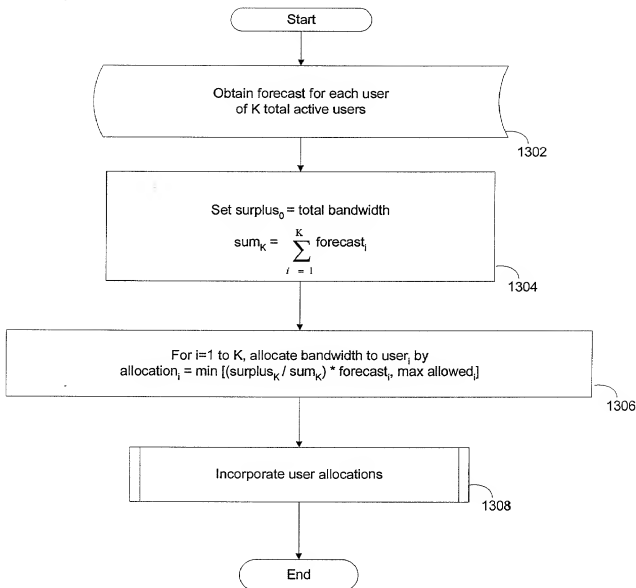 Start
Obtain forecast for each user
of K total active users
1302
Set surplus₀ = total bandwidth
K
sumₖ = ∑ forecastᵢ
i = 1
1304
For i=1 to K, allocate bandwidth to userᵢ by
allocationᵢ = min [(surplusₖ / sumₖ) * forecastᵢ, max allowedᵢ]
1306
Incorporate user allocations
1308
End